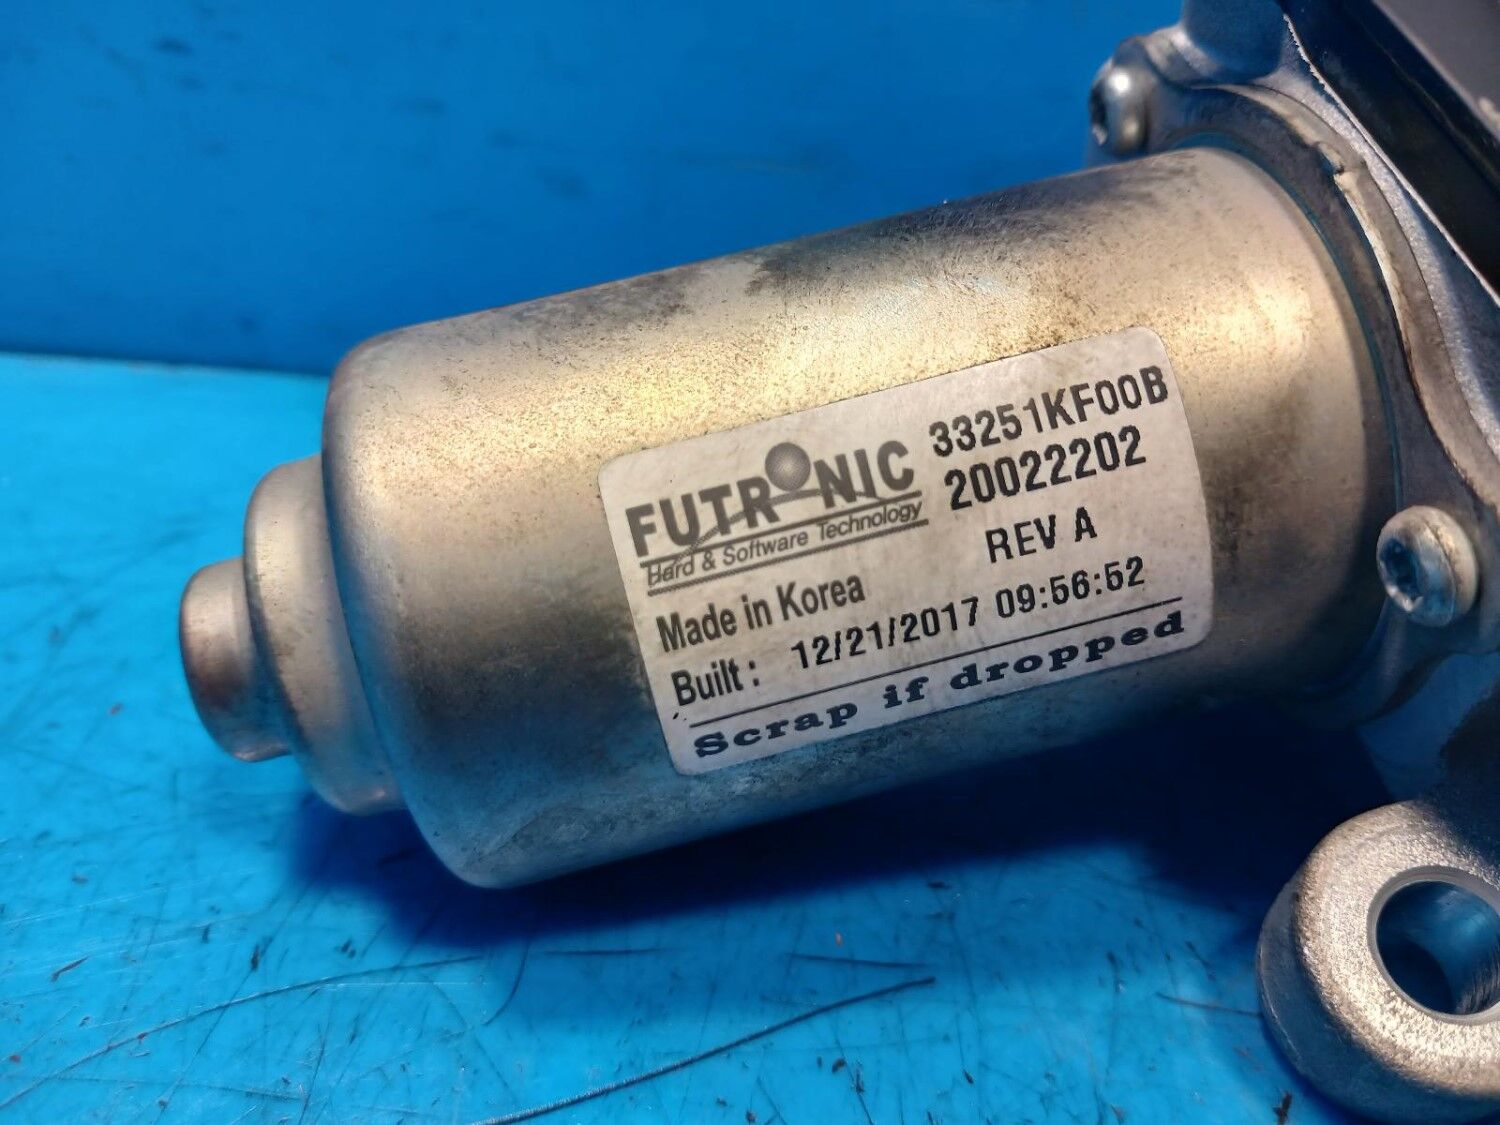 FUTRONIC
Hard & Software Technology
33251KF00B
20022202
REV A
Made in Korea
Built : 12/21/2017 09:56:52
Scrap if dropped